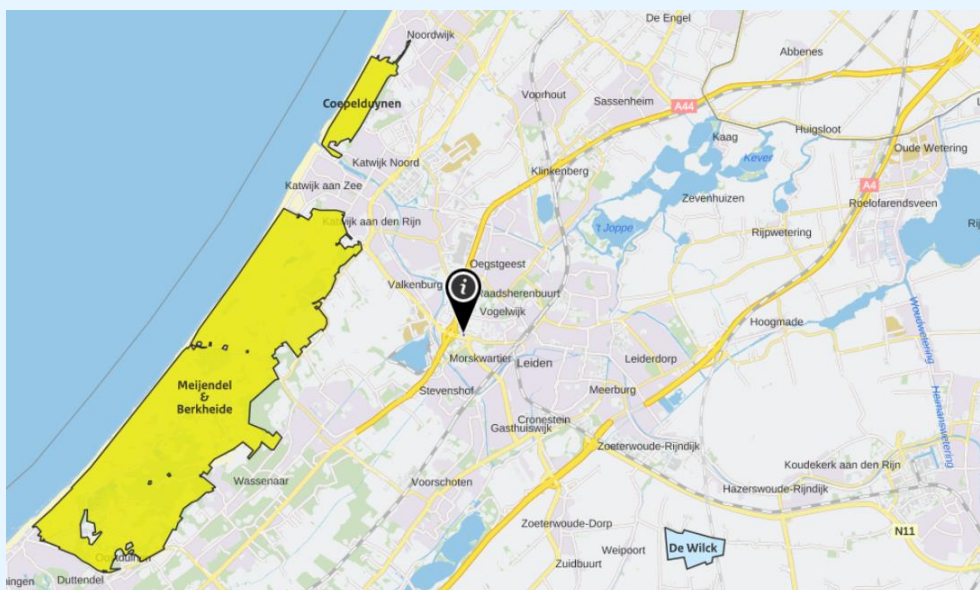 De Engel
Noordwijk
Abbenes
Voorhout
Sassenheim
A44
Coepelduynen
Kaag
Huigsloot
Kever
Oude Wetering
Katwijk Noord
Klinkenberg
A4
Katwijk aan Zee
Zevenhuizen
Roelofarendsveen
Katwijk aan den Rijn
't Joppe
Rijpwetering
Oegstgeest
Valkenburg
i
Raadsherenbuurt
Vogelwijk
Hoogmade
Woudwetering
Morskwartier
Leiden
Leiderdorp
Meijendel
&
Berkheide
Stevenshof
Meerburg
Heimanswetering
Cronestein
Gasthuiswijk
Zoeterwoude-Rijndijk
Koudekerk aan den Rijn
Wassenaar
Voorschoten
Hazerswoude-Rijndijk
Zoeterwoude-Dorp
N11
De Wilck
Weipoort
Zuidbuurt
Duttendel